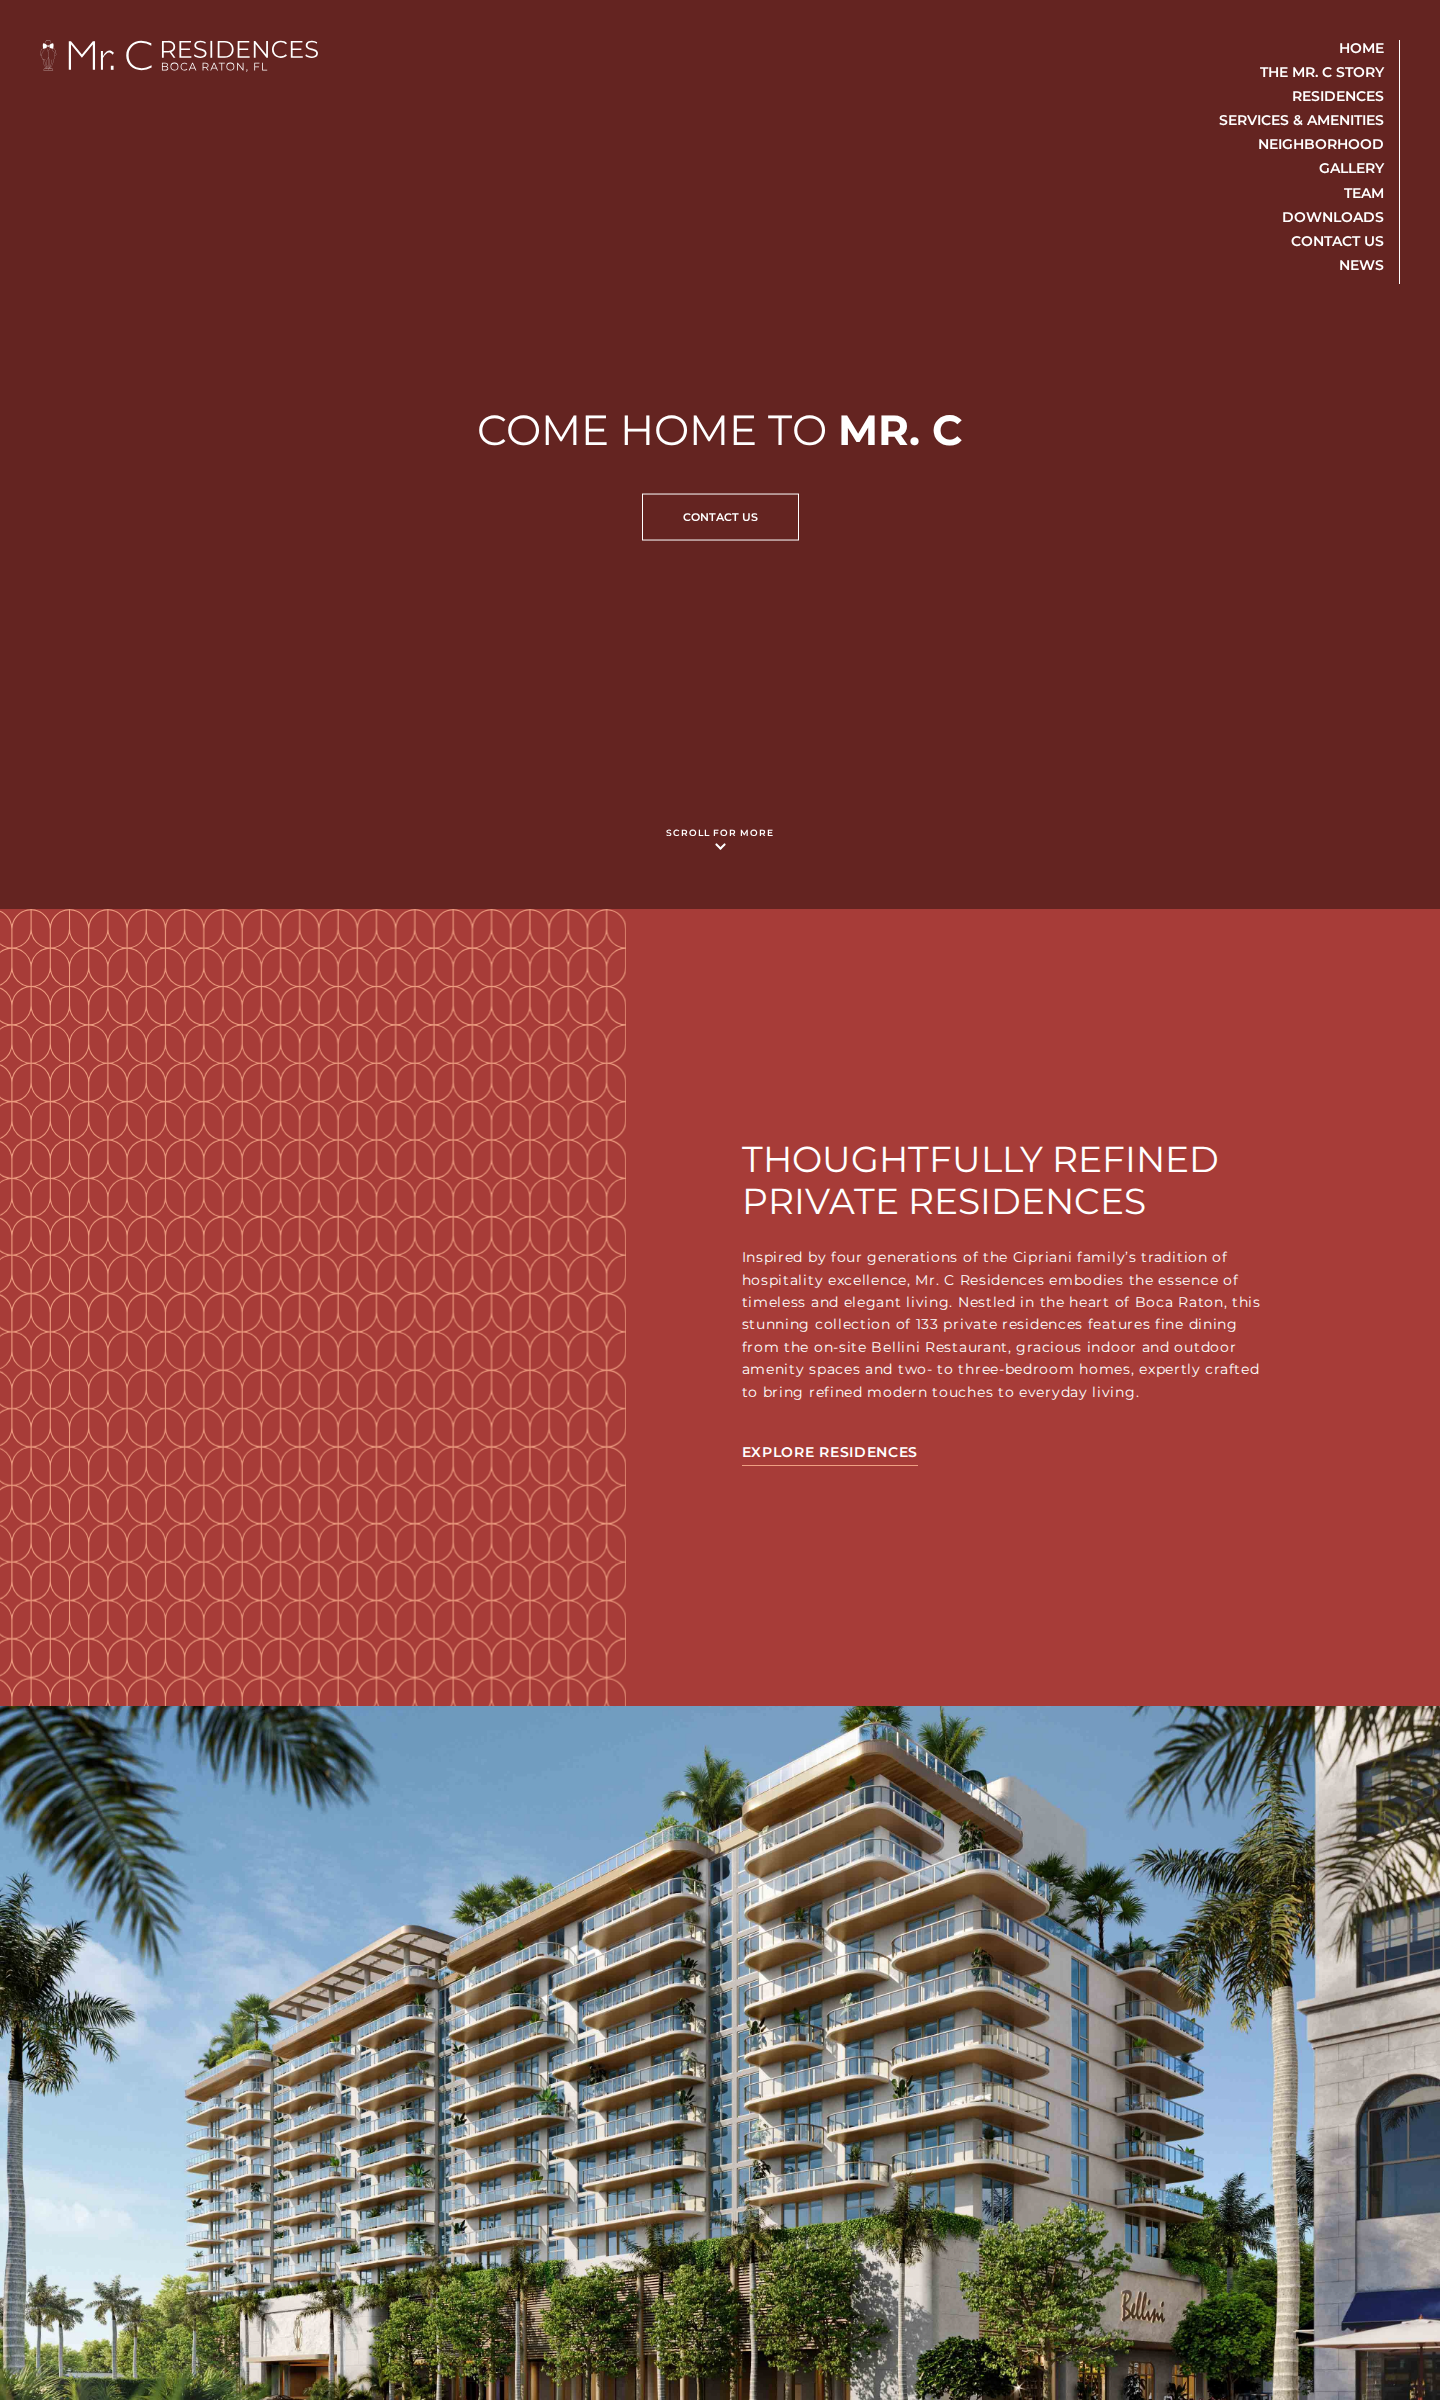 Mr. C RESIDENCES
BOCA RATON, FL
HOME
THE MR. C STORY
RESIDENCES
SERVICES & AMENITIES
NEIGHBORHOOD
GALLERY
TEAM
DOWNLOADS
CONTACT US
NEWS
COME HOME TO MR. C
CONTACT US
SCROLL FOR MORE
THOUGHTFULLY REFINED
PRIVATE RESIDENCES
Inspired by four generations of the Cipriani family’s tradition of
hospitality excellence, Mr. C Residences embodies the essence of
timeless and elegant living. Nestled in the heart of Boca Raton, this
stunning collection of 133 private residences features fine dining
from the on-site Bellini Restaurant, gracious indoor and outdoor
amenity spaces and two- to three-bedroom homes, expertly crafted
to bring refined modern touches to everyday living.
EXPLORE RESIDENCES
Bellini